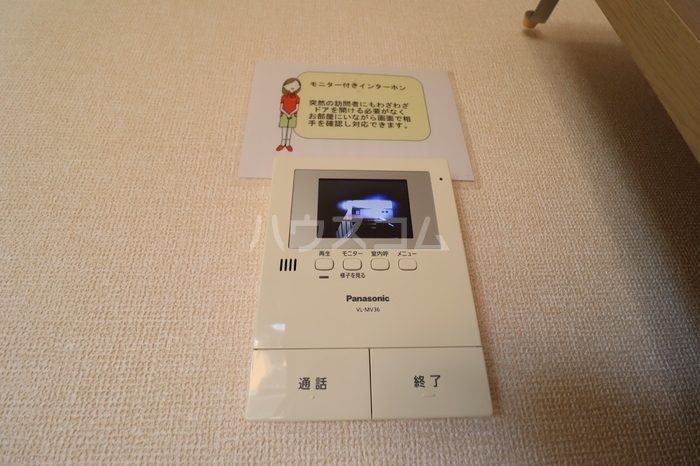 モニター付きインターホン
突然の訪問者にもわざわざ
ドアを開ける必要がなく
お部屋にいながら画面で相
手を確認し対応できます。
ハウスコム
再生 モニター 室内呼 メニュー
様子を見る
Panasonic
VL-MV36
通話 終了